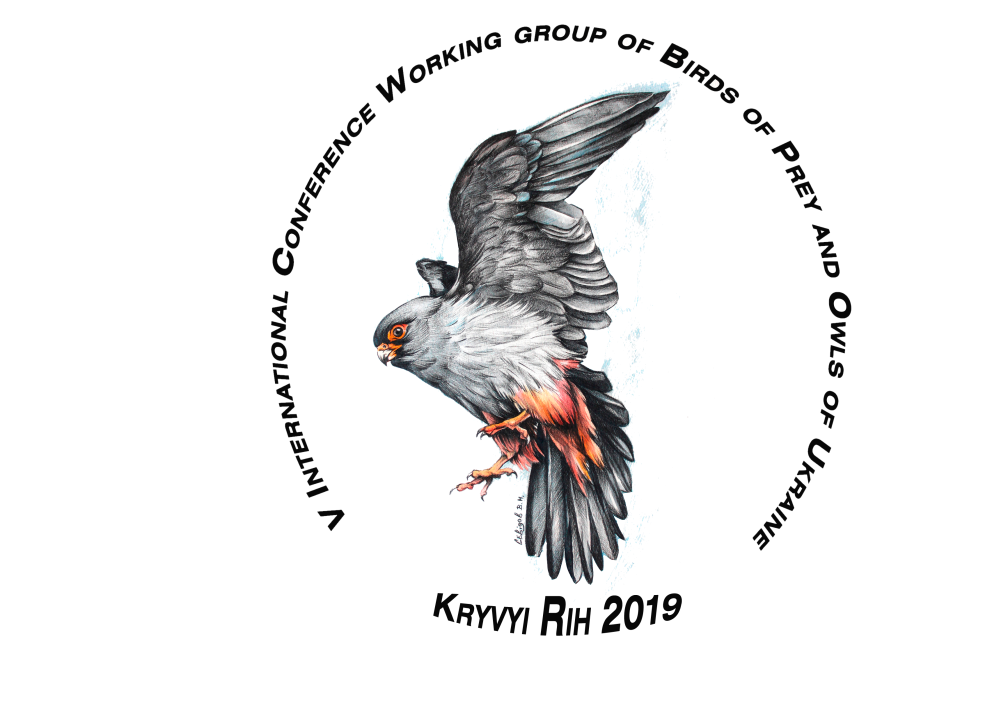 V International Conference Working group of Birds of Prey and Owls of Ukraine
Kryvyi Rih 2019